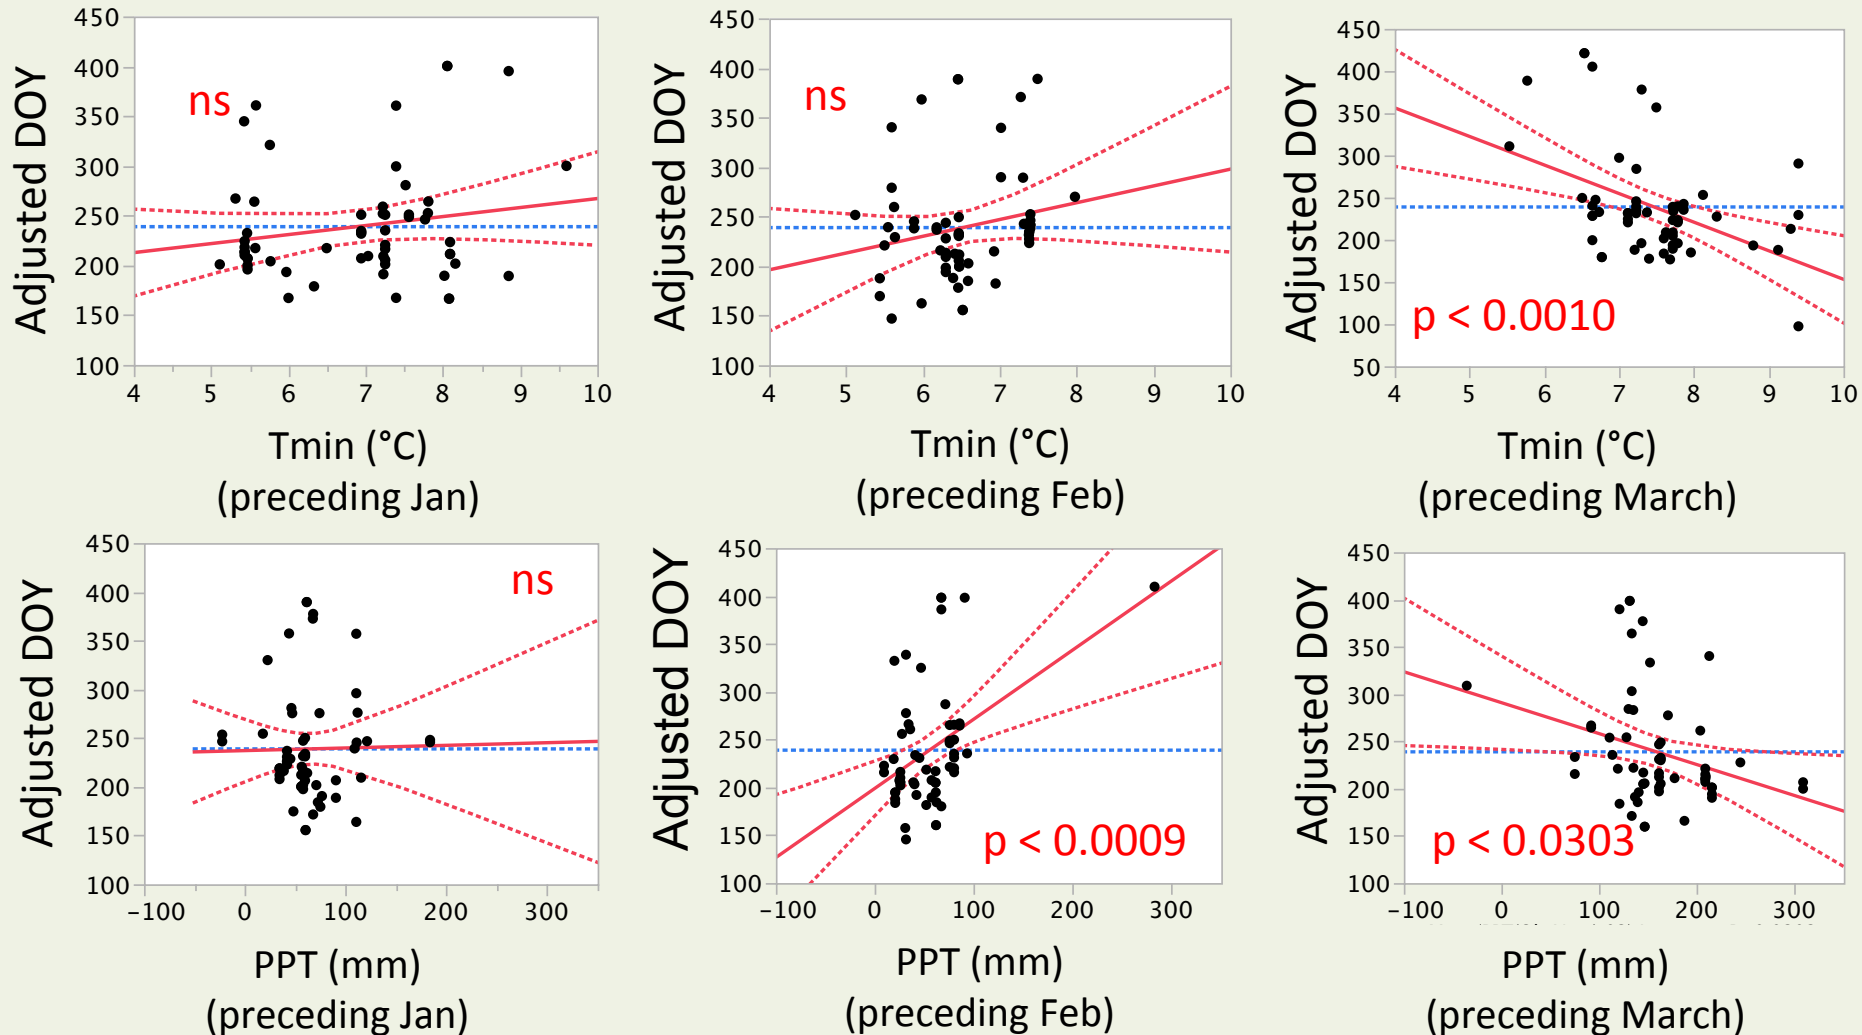 450
400
350
300
250
200
150
100
Adjusted DOY
ns
4 5 6 7 8 9 10
Tmin (°C)
(preceding Jan)
450
400
350
300
250
200
150
100
Adjusted DOY
ns
4 5 6 7 8 9 10
Tmin (°C)
(preceding Feb)
450
400
350
300
250
200
150
100
50
Adjusted DOY
p < 0.0010
4 5 6 7 8 9 10
Tmin (°C)
(preceding March)
450
400
350
300
250
200
150
100
Adjusted DOY
ns
−100 0 100 200 300
PPT (mm)
(preceding Jan)
450
400
350
300
250
200
150
100
Adjusted DOY
p < 0.0009
−100 0 100 200 300
PPT (mm)
(preceding Feb)
450
400
350
300
250
200
150
100
Adjusted DOY
p < 0.0303
−100 0 100 200 300
PPT (mm)
(preceding March)